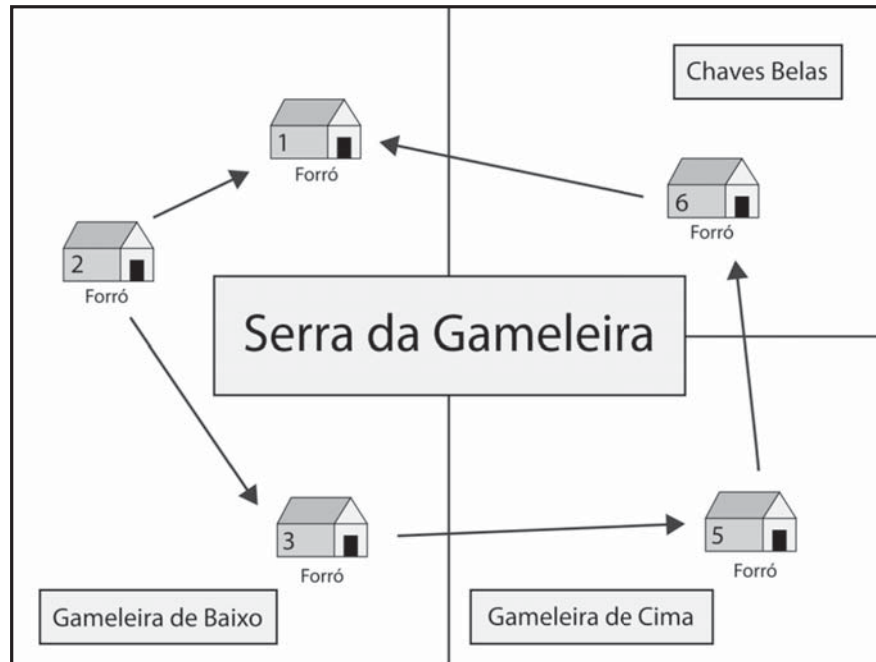 Chaves Belas
1
Forró
6
Forró
2
Forró
Serra da Gameleira
3
Forró
5
Forró
Gameleira de Baixo
Gameleira de Cima